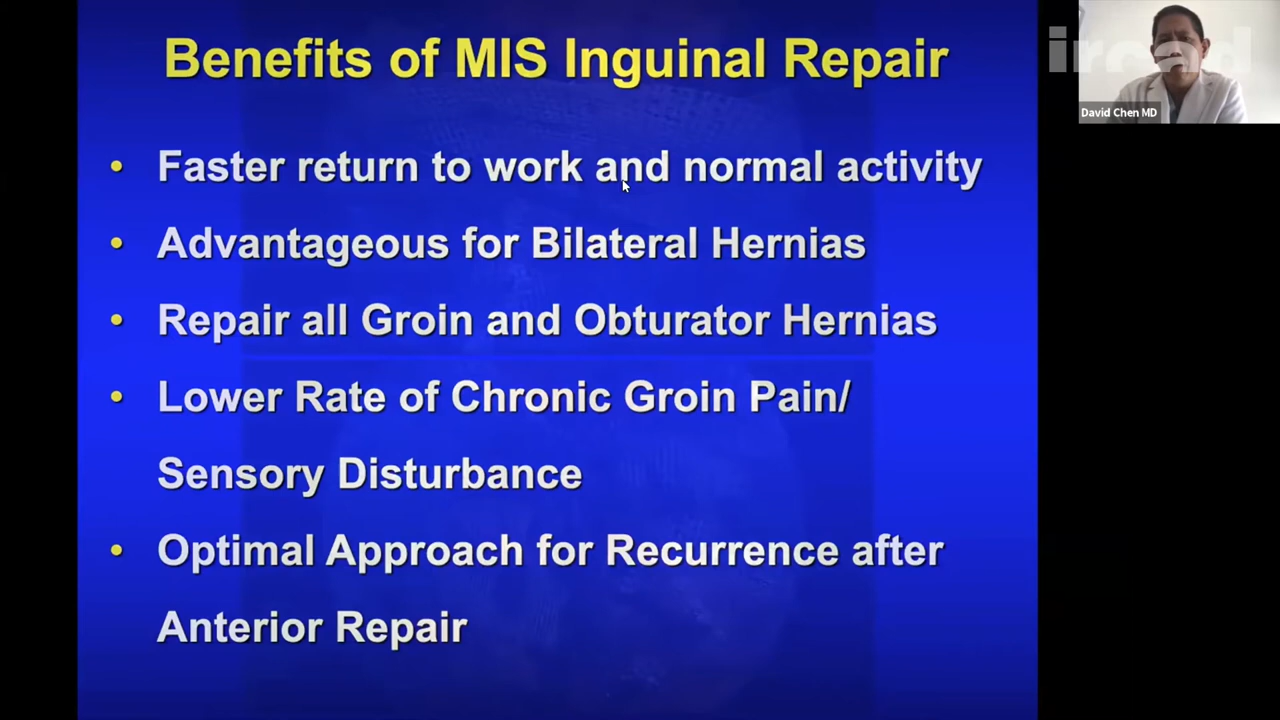 Benefits of MIS Inguinal Repair
• Faster return to work and normal activity
• Advantageous for Bilateral Hernias
• Repair all Groin and Obturator Hernias
• Lower Rate of Chronic Groin Pain/
Sensory Disturbance
• Optimal Approach for Recurrence after
Anterior Repair
ircad
David Chen MD